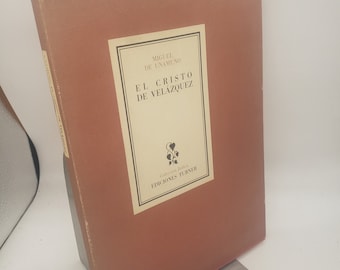 MIGUEL
DE UNAMUNO
EL CRISTO
DE VELAZQUEZ
EDICIONES TURNER